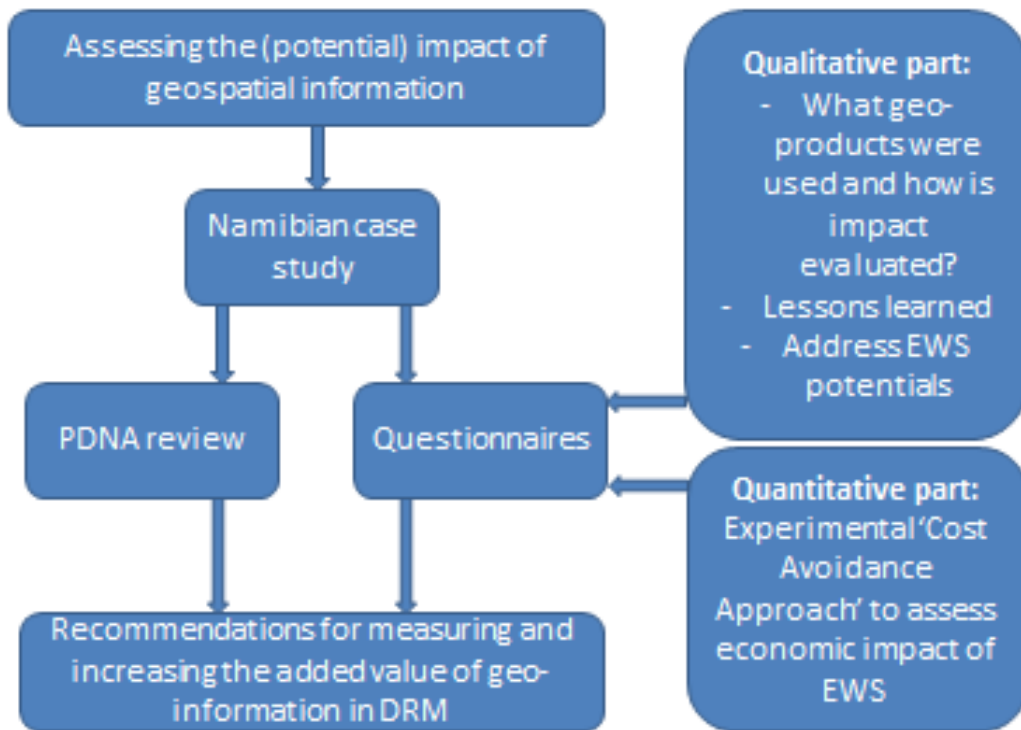 Assessing the (potential) impact of
geospatial information
Namibian case
study
PDNA review
Questionnaires
Recommendations for measuring and
increasing the added value of geo-
information in DRM
Qualitative part:
- What geo-
products were
used and how is
impact
evaluated?
- Lessons learned
- Address EWS
potentials
Quantitative part:
Experimental 'Cost
Avoidance
Approach' to assess
economic impact of
EWS